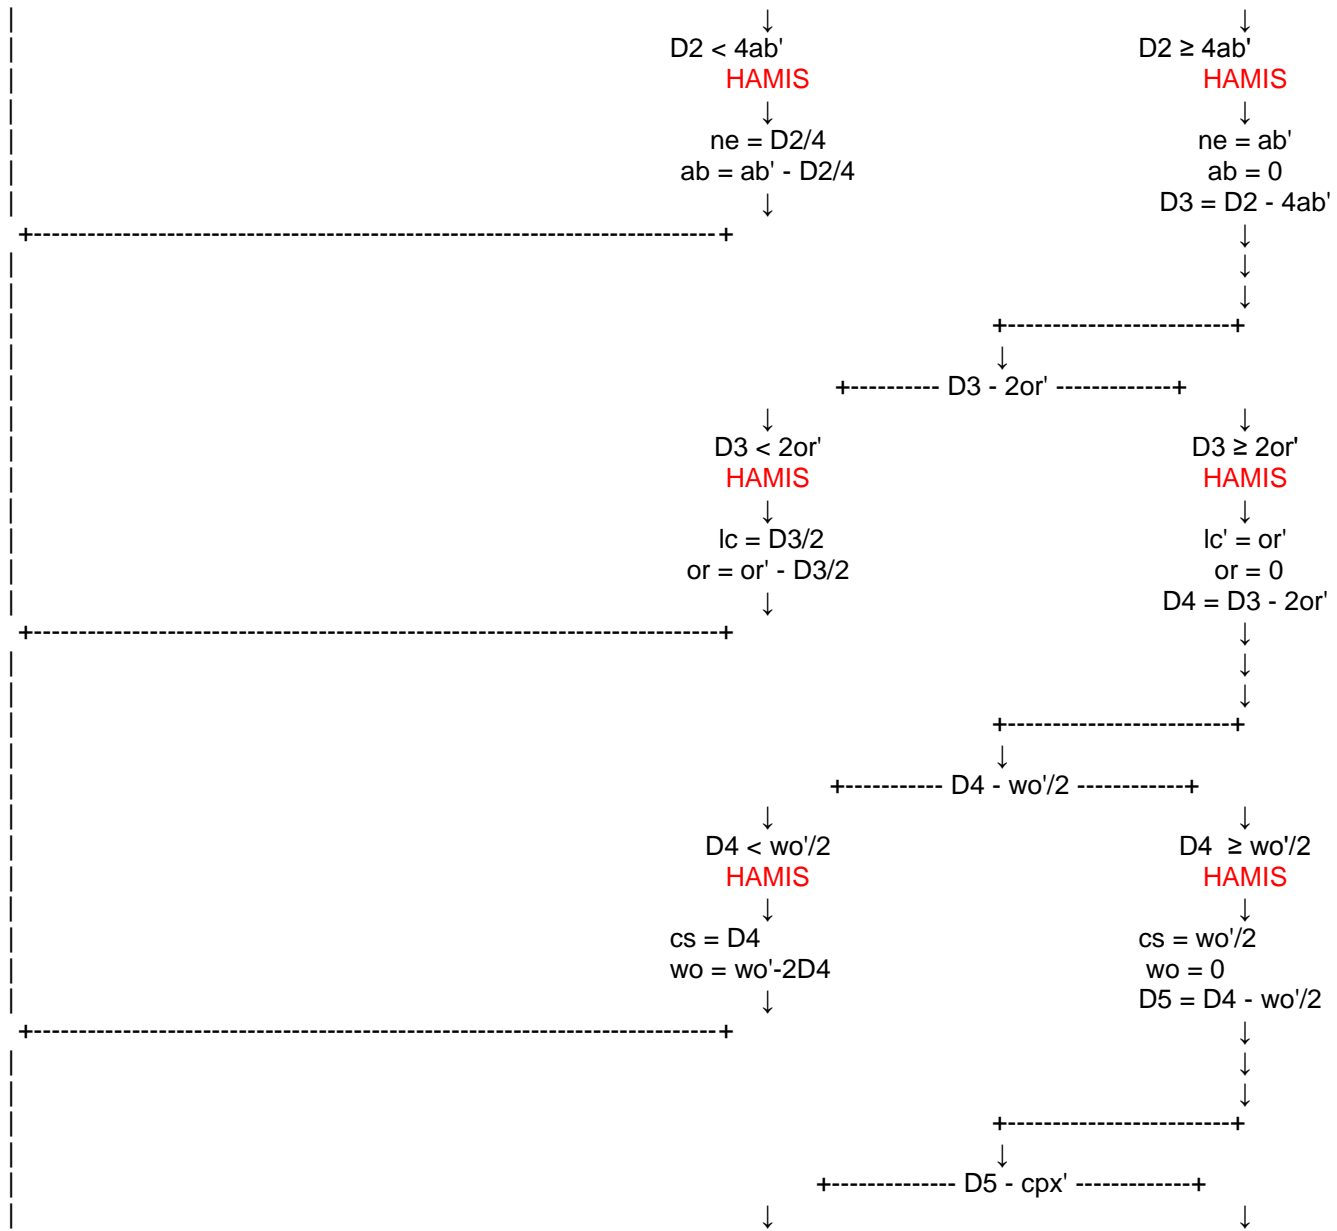 D2 < 4ab' D2 ≥ 4ab'
HAMIS HAMIS
ne = D2/4 ne = ab'
ab = ab' - D2/4 ab = 0
D3 = D2 - 4ab'
D3 - 2or'
D3 < 2or' D3 ≥ 2or'
HAMIS HAMIS
lc = D3/2 lc' = or'
or = or' - D3/2 or = 0
D4 = D3 - 2or'
D4 - wo'/2
D4 < wo'/2 D4 ≥ wo'/2
HAMIS HAMIS
cs = D4 cs = wo'/2
wo = wo'-2D4 wo = 0
D5 = D4 - wo'/2
D5 - cpx'